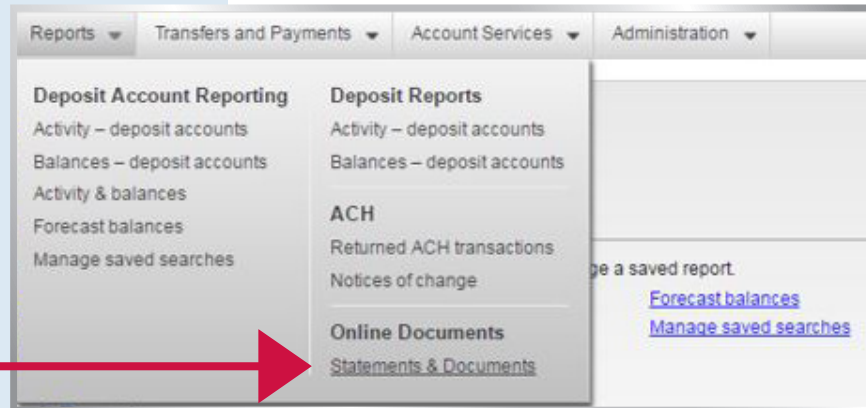 Reports
Transfers and Payments
Account Services
Administration
Deposit Account Reporting
Activity – deposit accounts
Balances – deposit accounts
Activity & balances
Forecast balances
Manage saved searches
Deposit Reports
Activity – deposit accounts
Balances – deposit accounts
ACH
Returned ACH transactions
Notices of change
Online Documents
Statements & Documents
a saved report.
Forecast balances
Manage saved searches